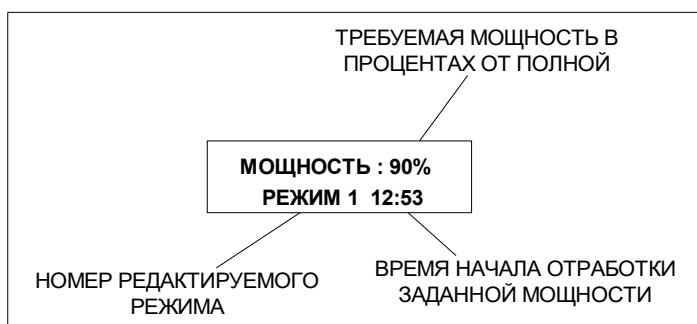 ТРЕБУЕМАЯ МОЩНОСТЬ В
ПРОЦЕНТАХ ОТ ПОЛНОЙ
МОЩНОСТЬ : 90%
РЕЖИМ 1 12:53
НОМЕР РЕДАКТИРУЕМОГО
РЕЖИМА
ВРЕМЯ НАЧАЛА ОТРАБОТКИ
ЗАДАННОЙ МОЩНОСТИ